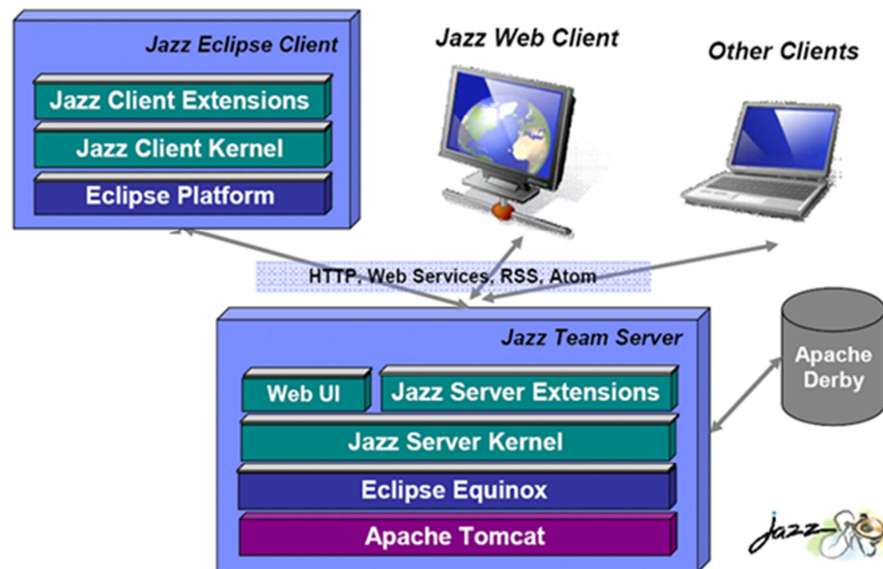 Jazz Eclipse Client
Jazz Client Extensions
Jazz Client Kernel
Eclipse Platform
Jazz Web Client
Other Clients
HTTP, Web Services, RSS, Atom
Jazz Team Server
Web UI
Jazz Server Extensions
Jazz Server Kernel
Eclipse Equinox
Apache Tomcat
Apache
Derby
jazz